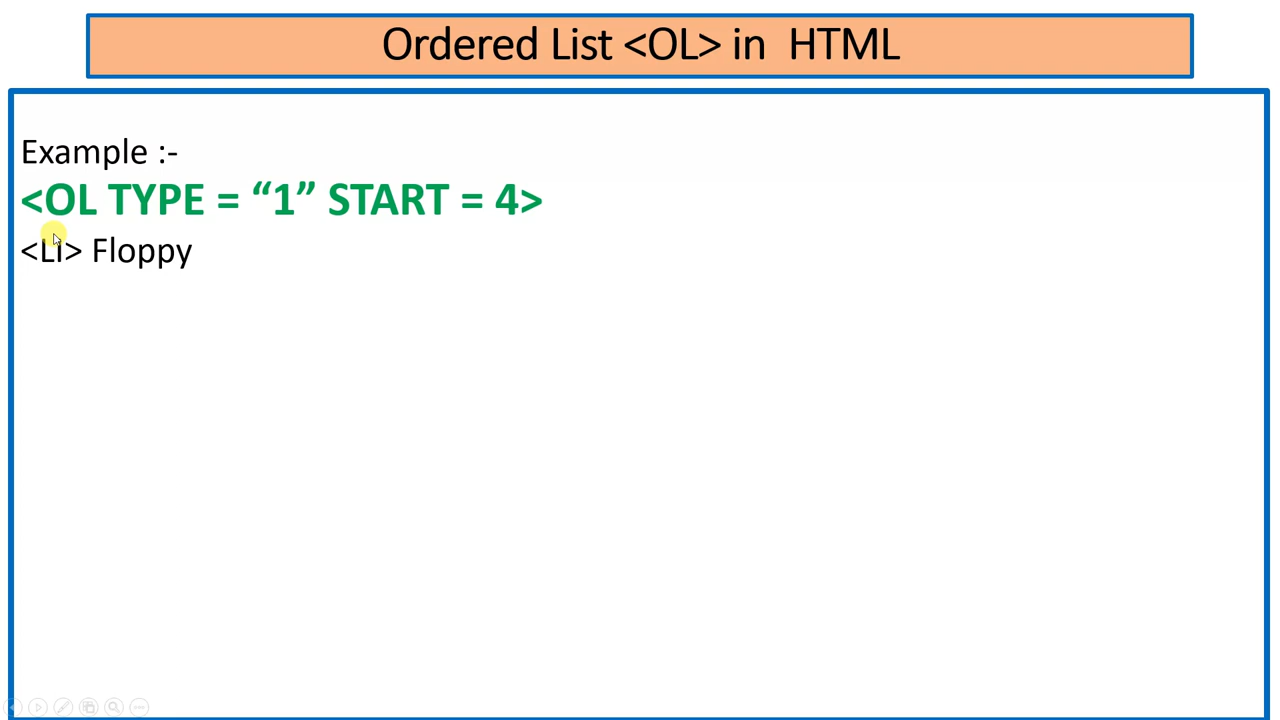 Ordered List <OL> in HTML
Example :-
<OL TYPE = “1” START = 4>
<LI> Floppy